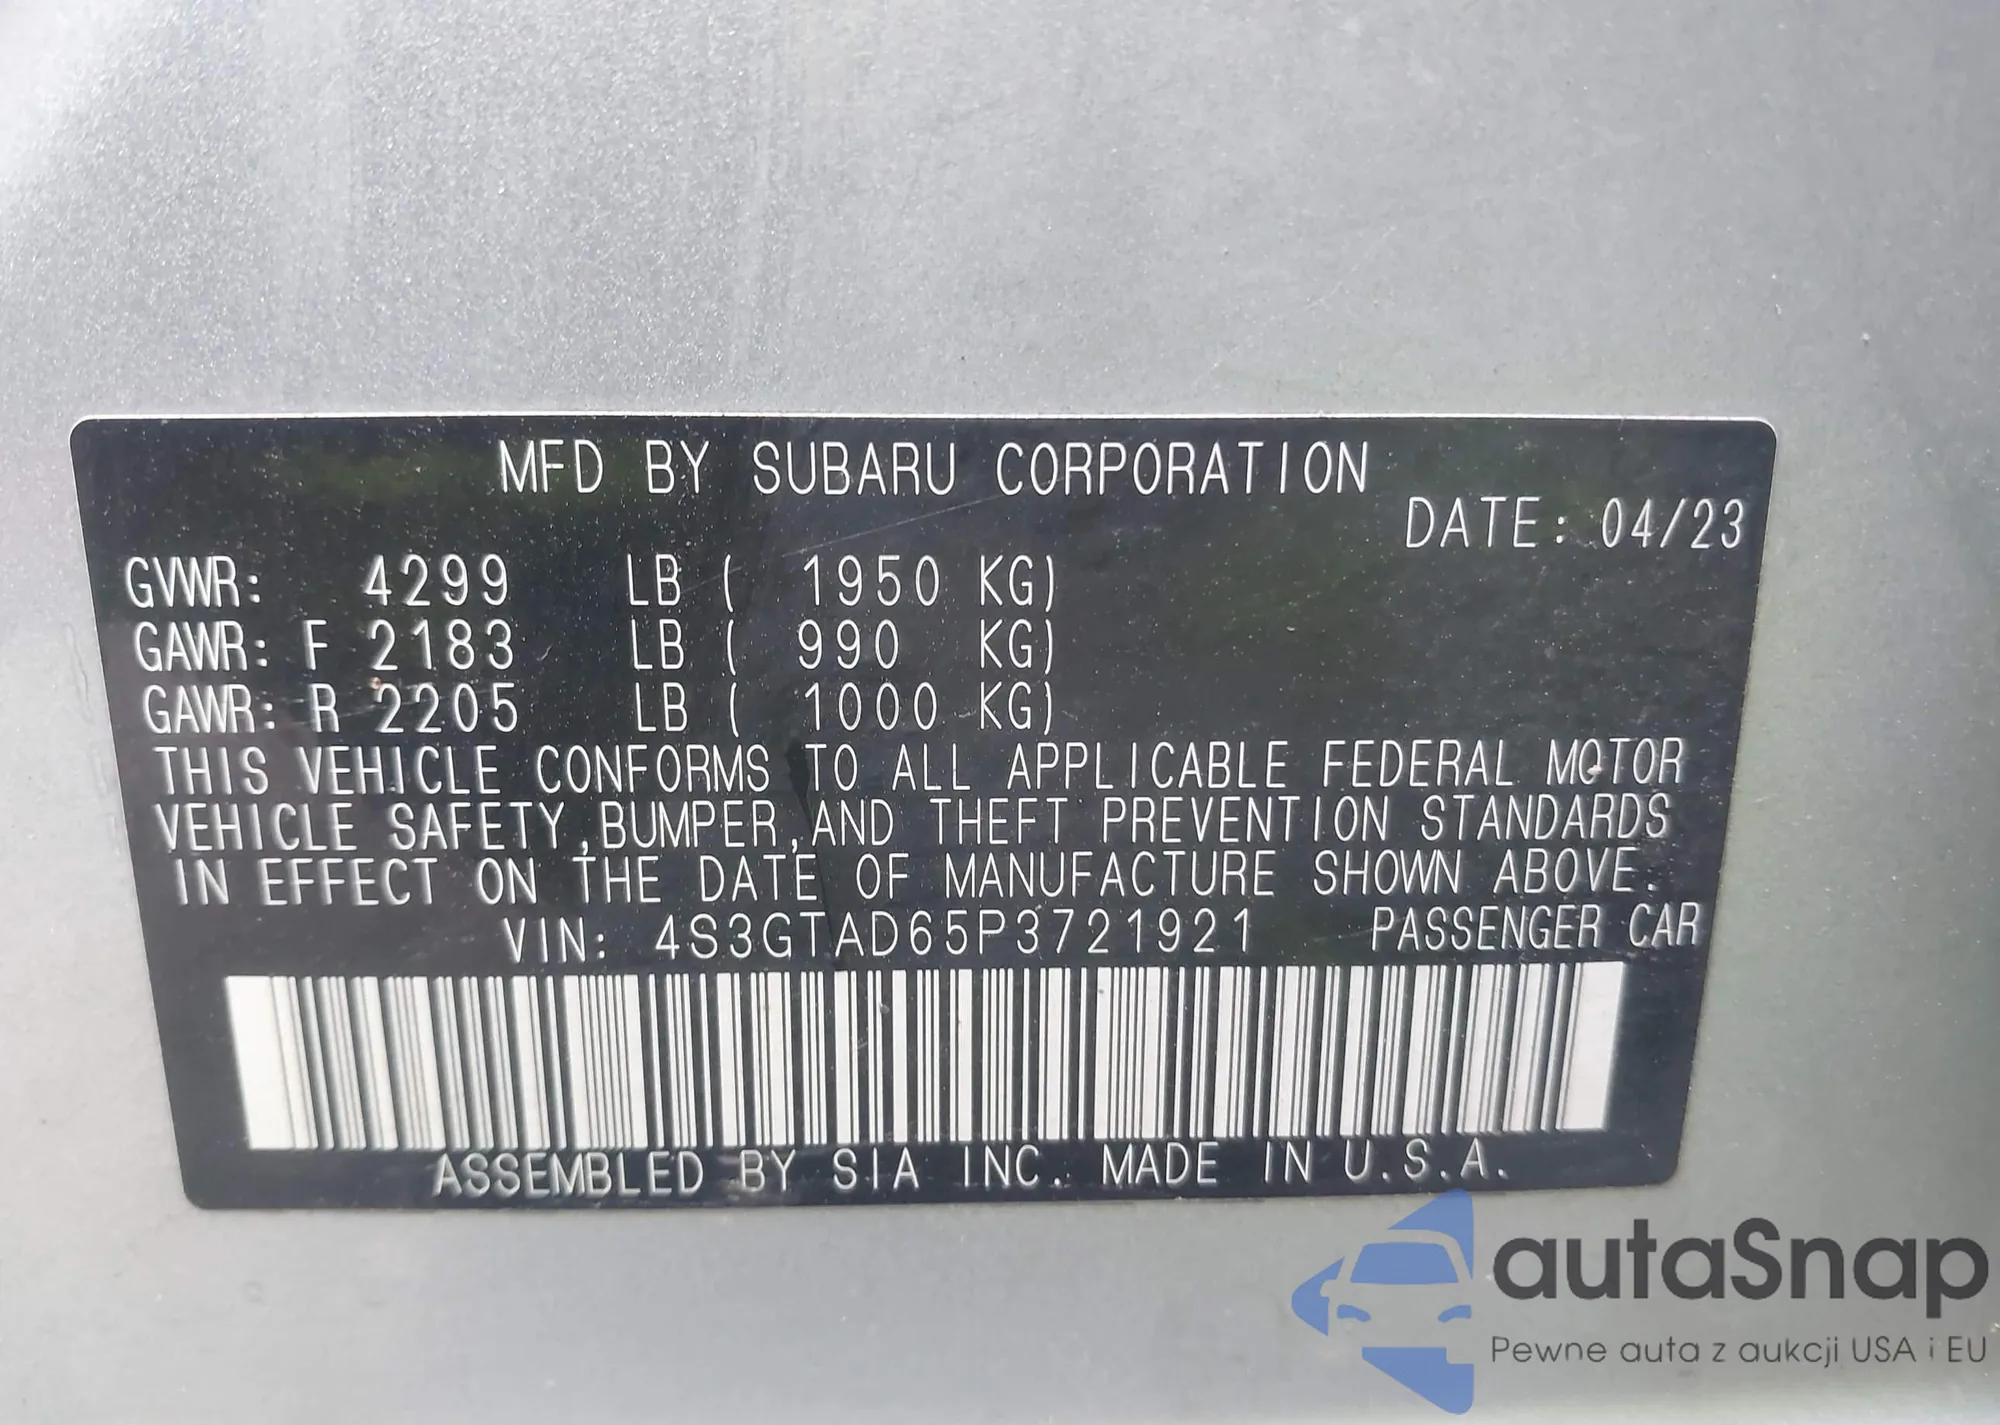 MFD BY SUBARU CORPORATION
DATE: 04/23
GVWR: 4299 LB ( 1950 KG)
GAWR: F 2183 LB ( 990 KG)
GAWR: R 2205 LB ( 1000 KG)
THIS VEHICLE CONFORMS TO ALL APPLICABLE FEDERAL MOTOR
VEHICLE SAFETY,BUMPER,AND THEFT PREVENTION STANDARDS
IN EFFECT ON THE DATE OF MANUFACTURE SHOWN ABOVE.
VIN: 4S3GTAD65P3721921 PASSENGER CAR
ASSEMBLED BY SIA INC. MADE IN U.S.A.
autaSnap
Pewne auta z aukcji USA i EU